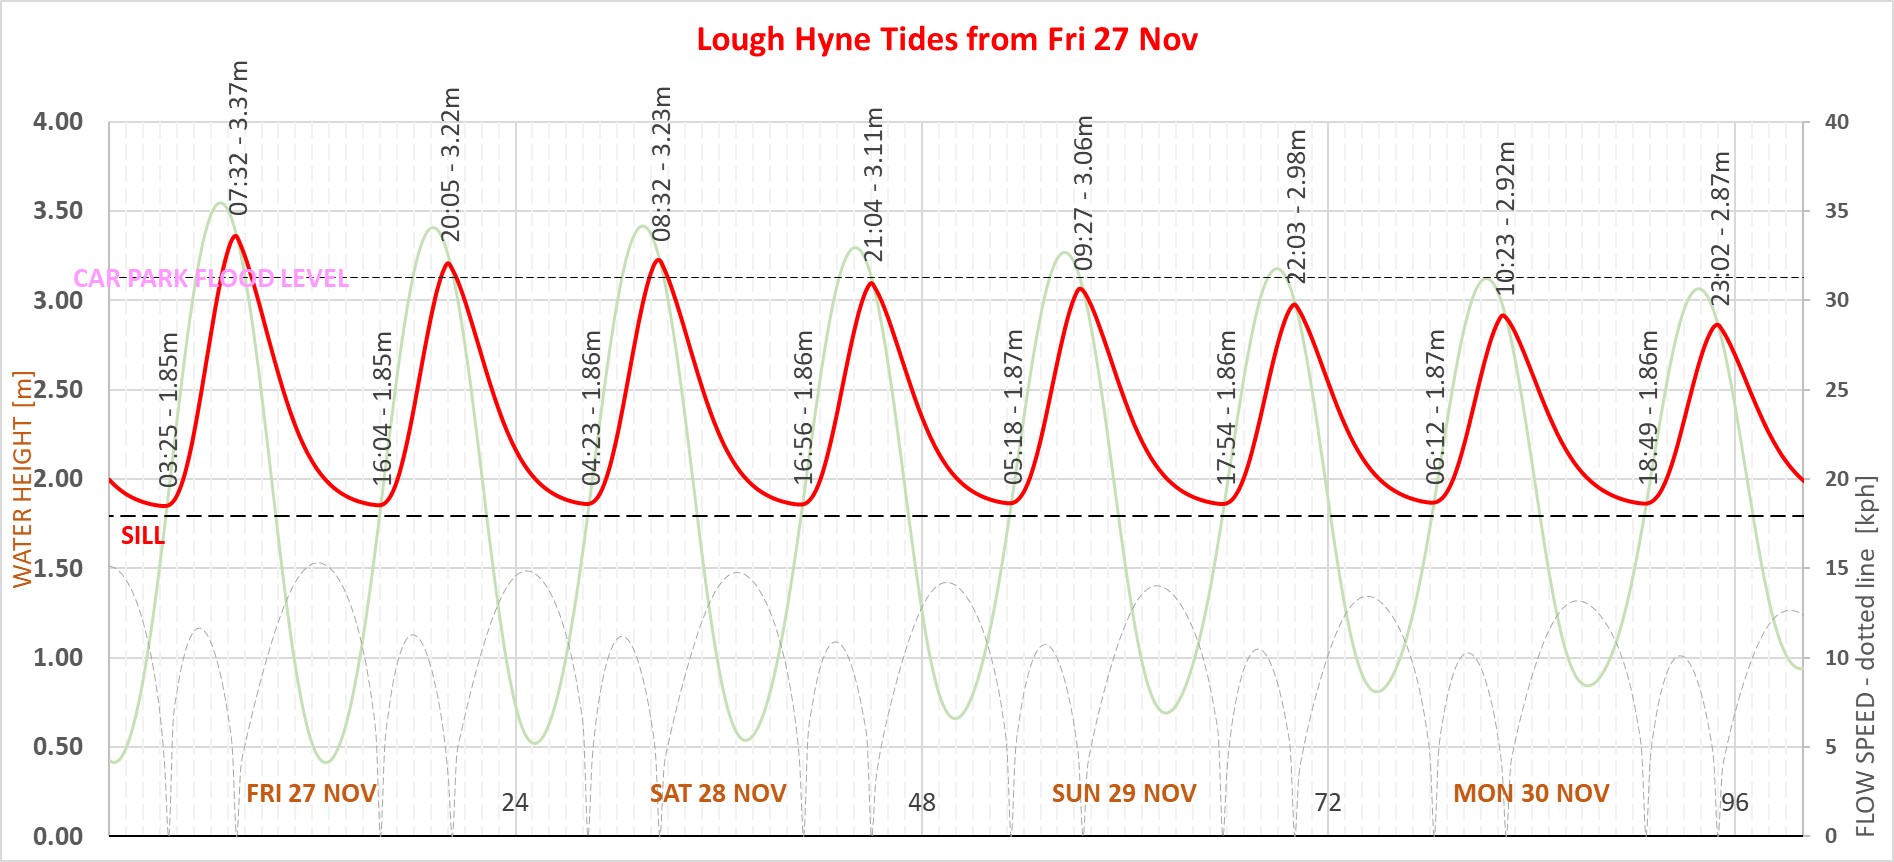 Lough Hyne Tides from Fri 27 Nov
07:32 - 3.37m
20:05 - 3.22m
08:32 - 3.23m
21:04 - 3.11m
09:27 - 3.06m
22:03 - 2.98m
10:23 - 2.92m
23:02 - 2.87m
03:25 - 1.85m
16:04 - 1.85m
04:23 - 1.86m
16:56 - 1.86m
05:18 - 1.87m
17:54 - 1.86m
06:12 - 1.87m
18:49 - 1.86m
4.00
3.50
3.00
2.50
2.00
1.50
1.00
0.50
0.00
WATER HEIGHT [m]
CAR PARK FLOOD LEVEL
SILL
FRI 27 NOV
24
SAT 28 NOV
48
SUN 29 NOV
72
MON 30 NOV
96
40
35
30
25
20
15
10
5
0
FLOW SPEED - dotted line [kph]